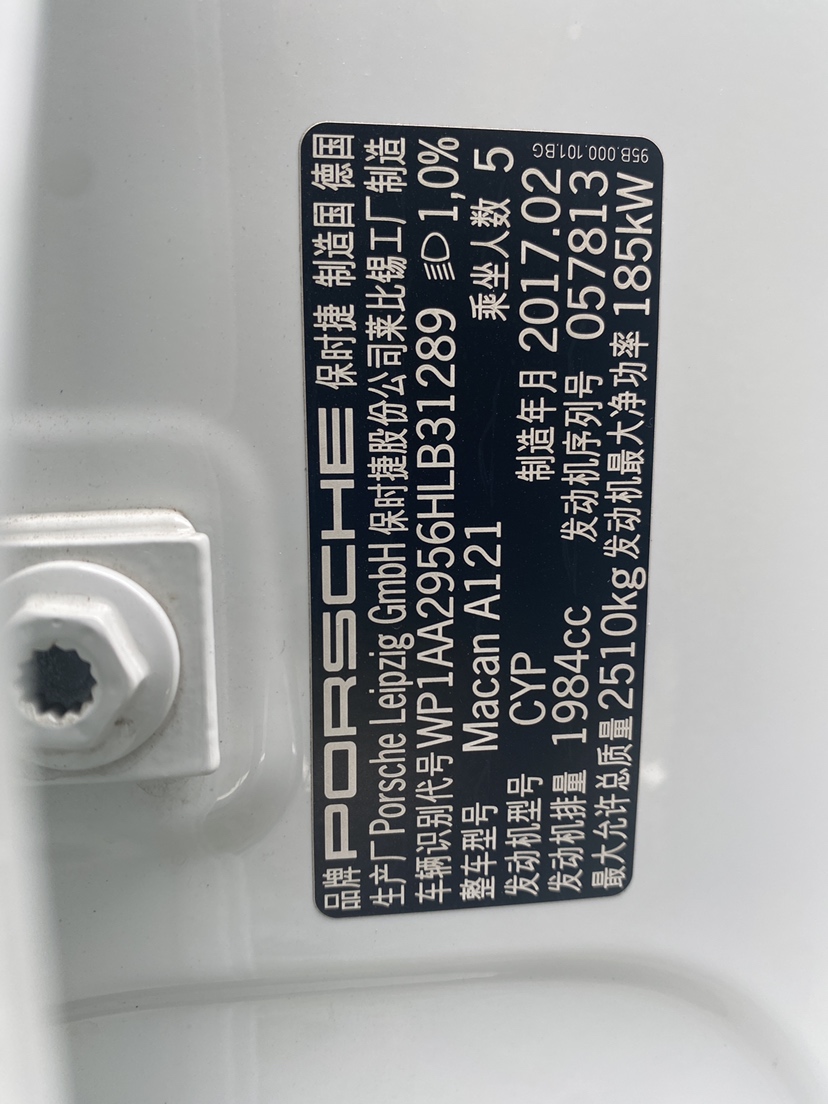 品牌 PORSCHE 保时捷 制造国 德国
生产厂 Porsche Leipzig GmbH 保时捷股份公司莱比锡工厂 制造
车辆识别代号 WP1AA2956HLB31289 1,0%
整车型号 Macan A121 乘坐人数 5
发动机型号 CYP 制造年月 2017.02
发动机排量 1984cc 发动机序列号 057813
最大允许总质量 2510kg 发动机最大净功率 185kW
95B.000.101.BG